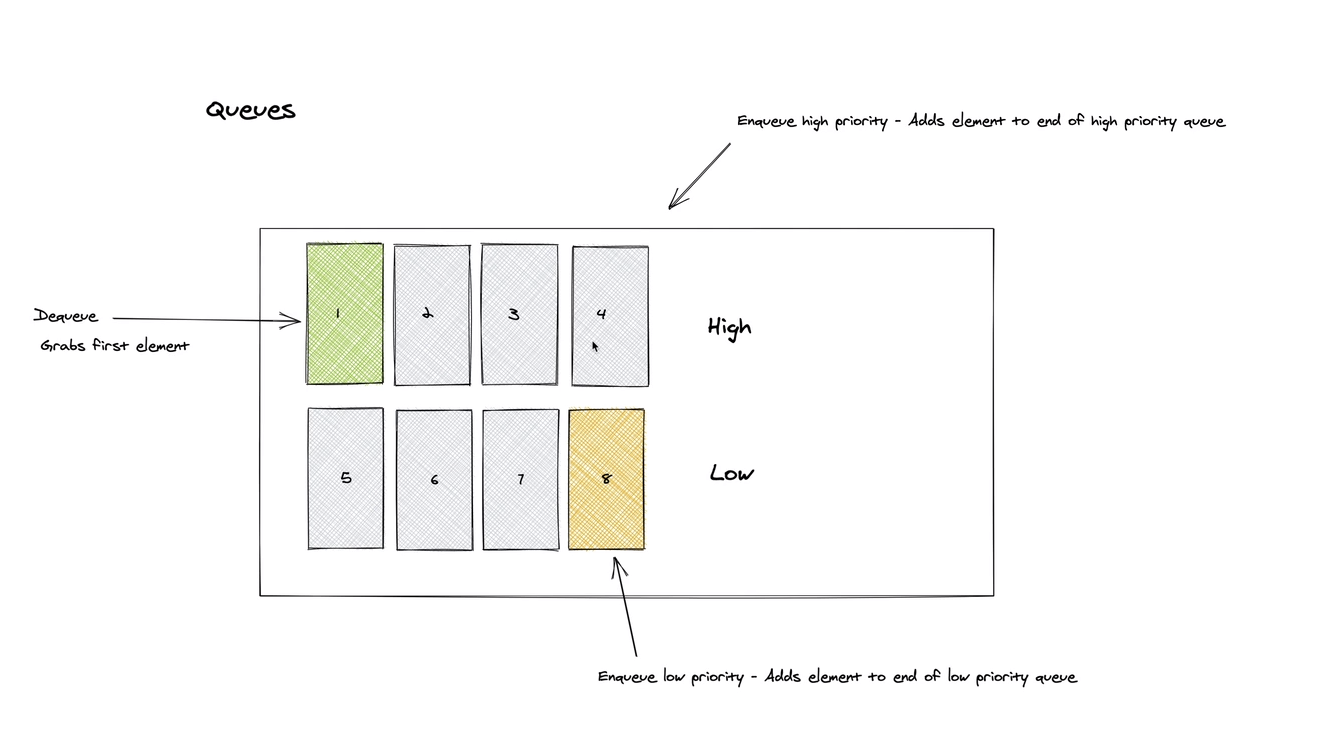 Queues
Enqueue high priority - Adds element to end of high priority queue
1 2 3 4
High
Dequeue
Grabs first element
5 6 7 8
Low
Enqueue low priority - Adds element to end of low priority queue